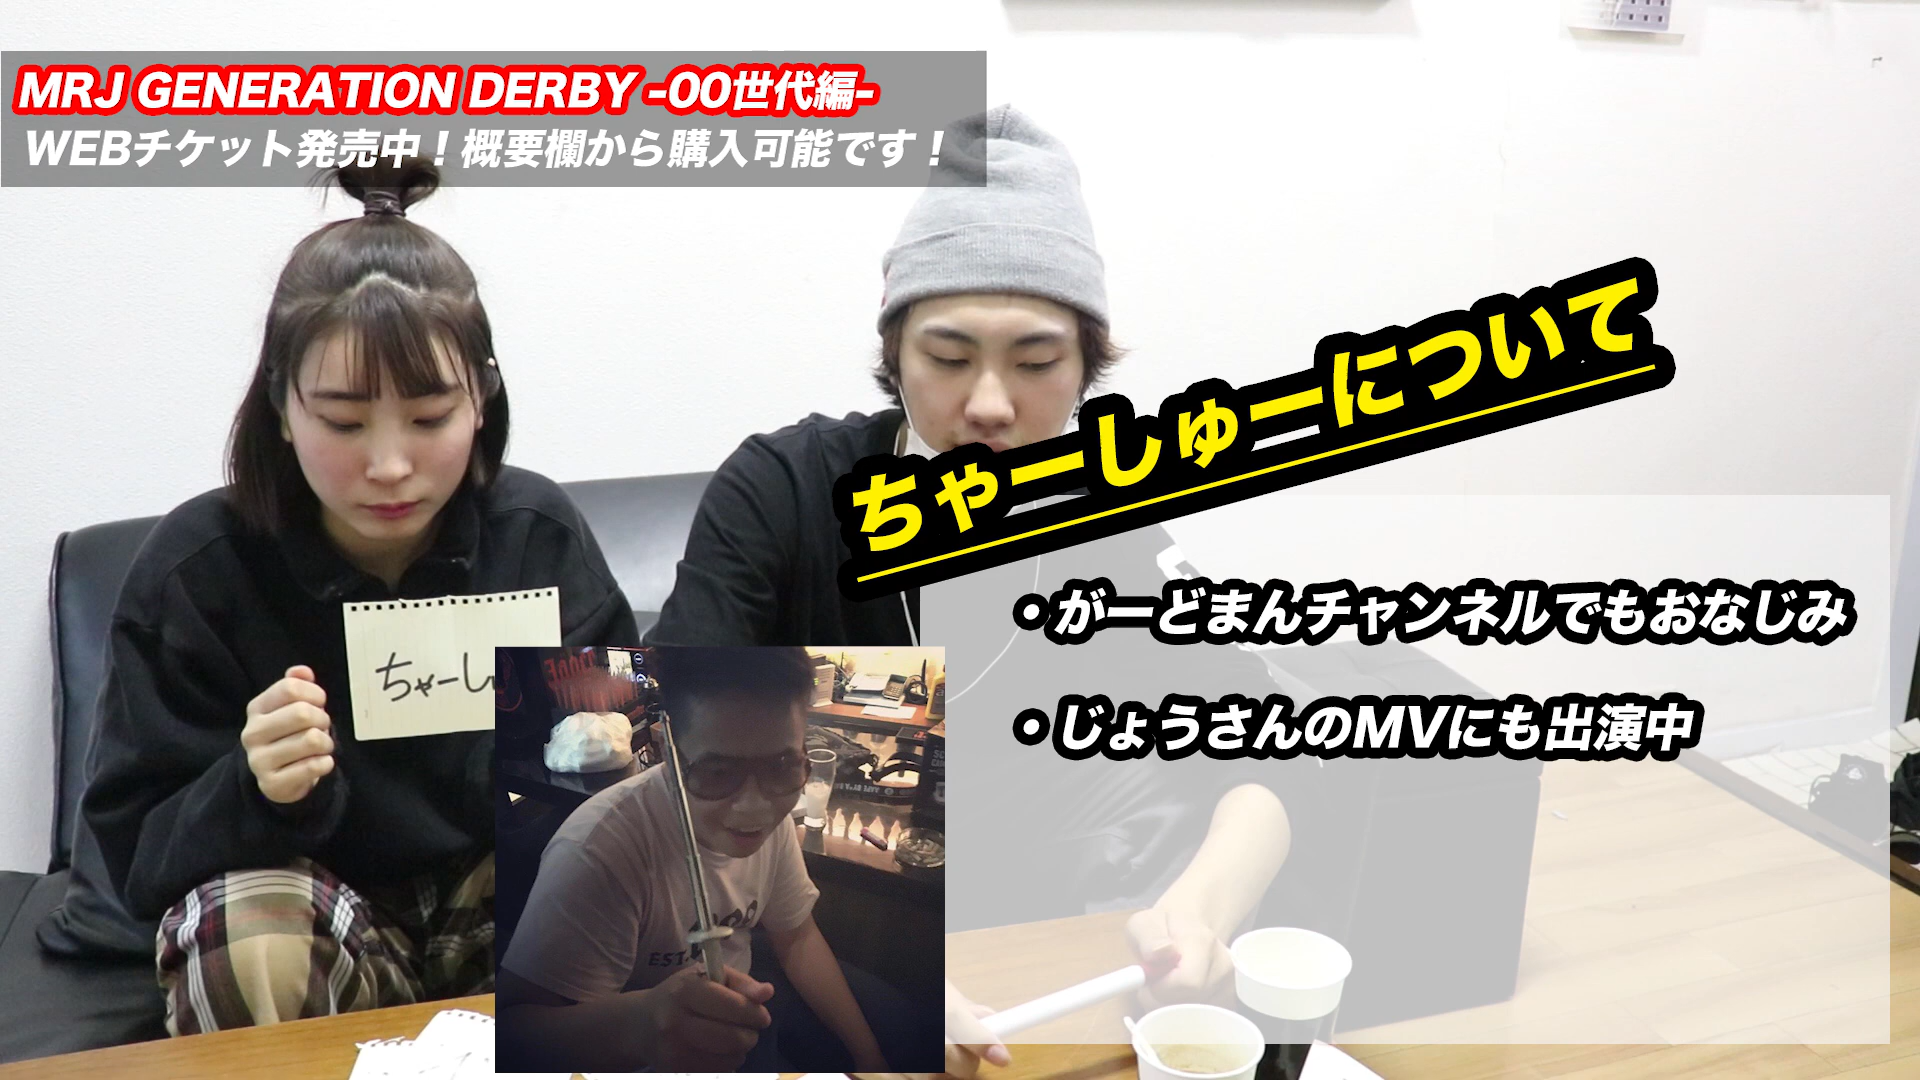 MRJ GENERATION DERBY -00世代編-
WEBチケット発売中！概要欄から購入可能です！
ちゃーしゅーについて
・がーどまんチャンネルでもおなじみ
・じょうさんのMVにも出演中
ちゃーし
EST.